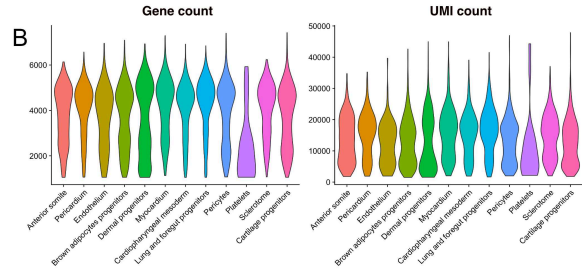 B
Gene count
6000
4000
2000
Anterior somite
Pericardium
Endothelium
Brown adipocytes progenitors
Dermal progenitors
Myocardium
Cardiopharyngeal mesoderm
Lung and foregut progenitors
Pericytes
Platelets
Sclerotome
Cartilage progenitors
UMI count
50000
40000
30000
20000
10000
0
Anterior somite
Pericardium
Endothelium
Brown adipocytes progenitors
Dermal progenitors
Myocardium
Cardiopharyngeal mesoderm
Lung and foregut progenitors
Pericytes
Platelets
Sclerotome
Cartilage progenitors